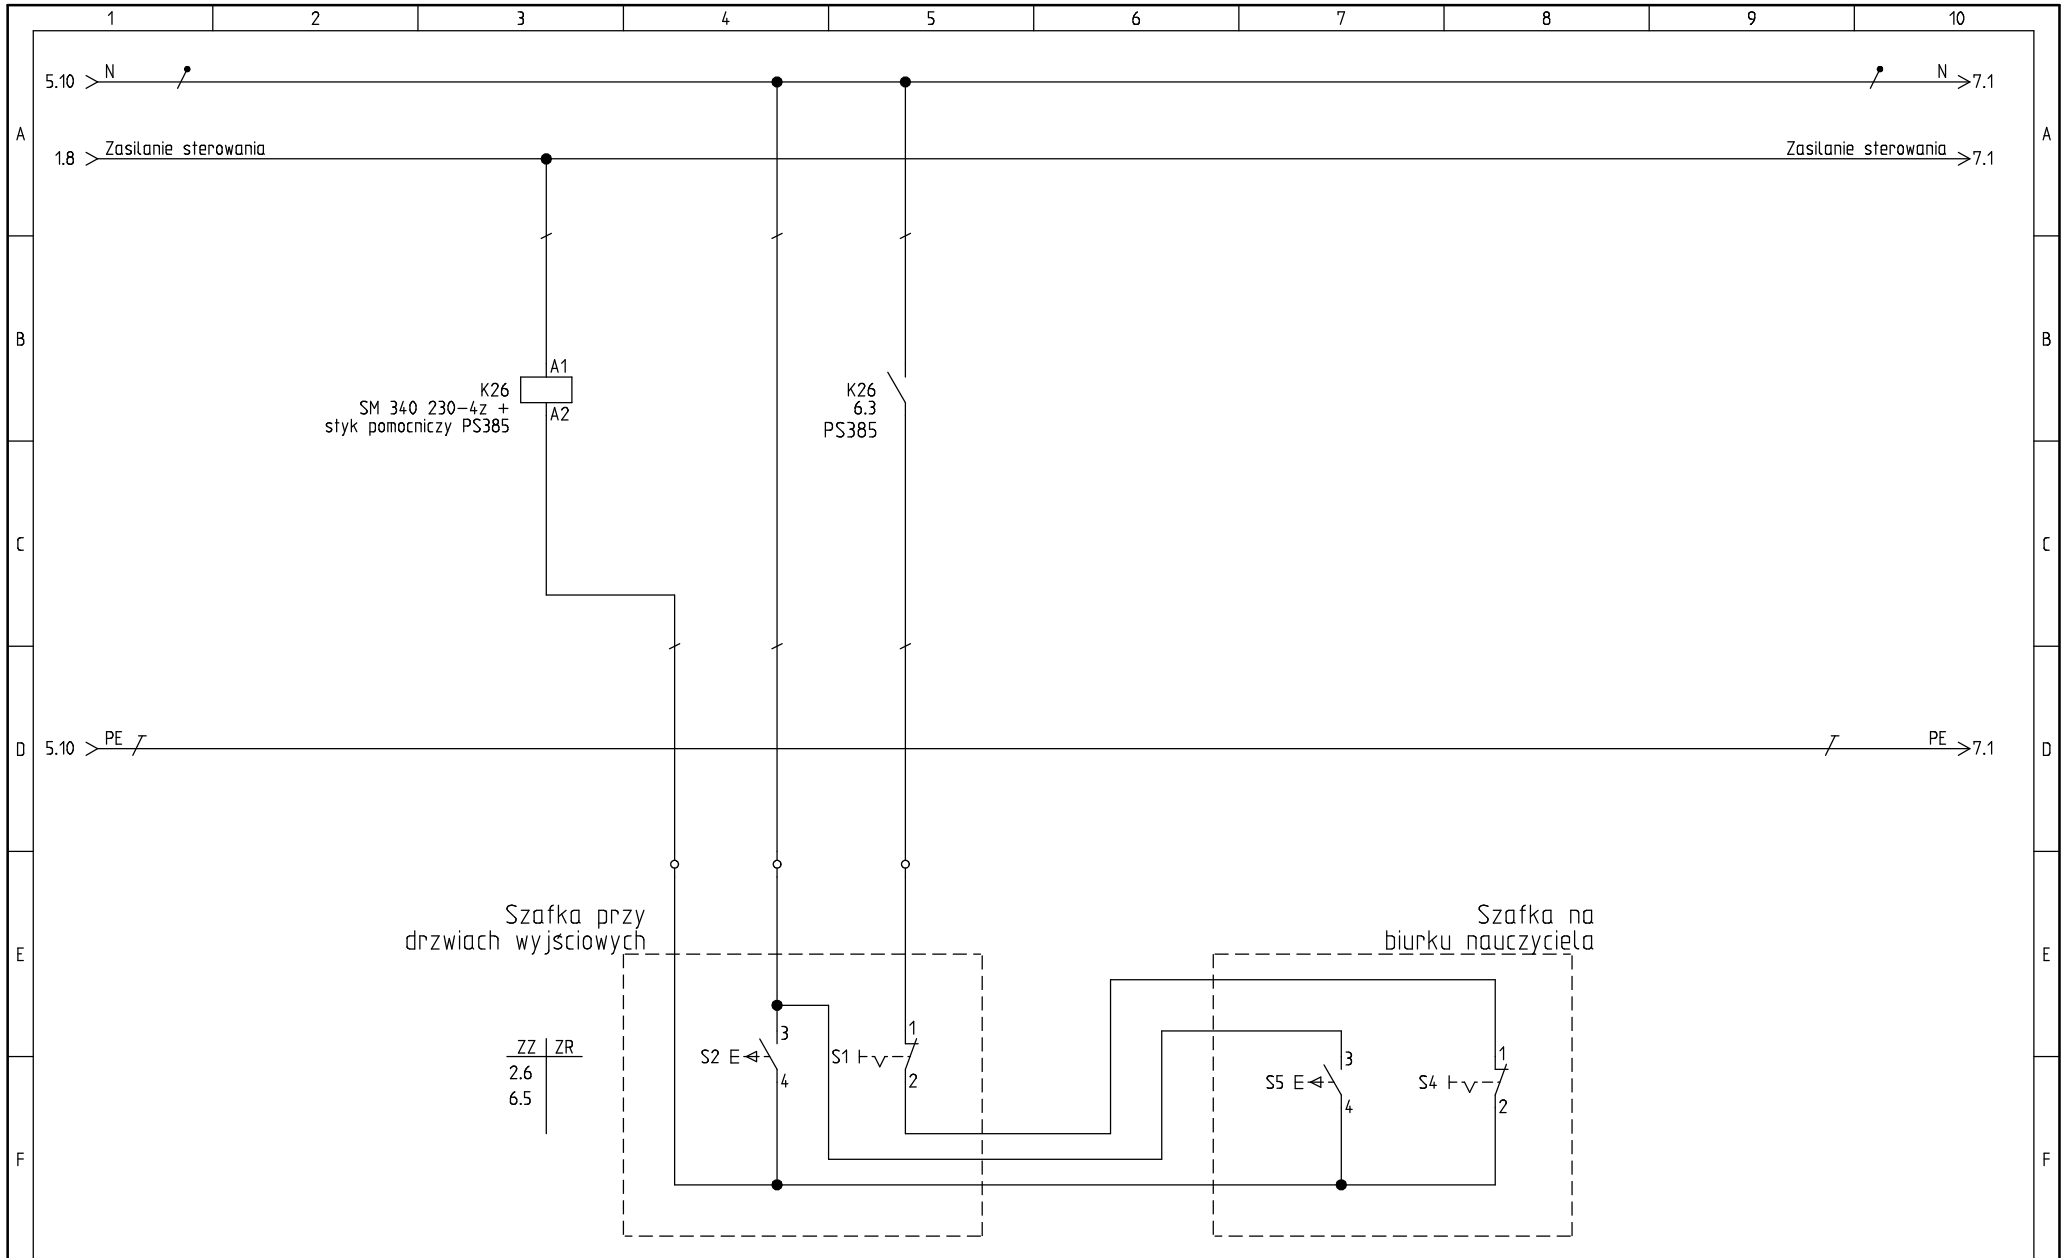 1 2 3 4 5 6 7 8 9 10
5.10 N N 7.1
A A
1.8 Zasilanie sterowania Zasilanie sterowania 7.1
B B
A1
K26
SM 340 230-4z +
styk pomocniczy PS385
A2
K26
6.3
PS385
C C
D 5.10 PE PE 7.1 D
Szafka przy
drzwiach wyjściowych
Szafka na
biurku nauczyciela
E E
ZZ ZR
2.6
6.5
3
S2
4
1
S1
2
3
S5
4
1
S4
2
F F